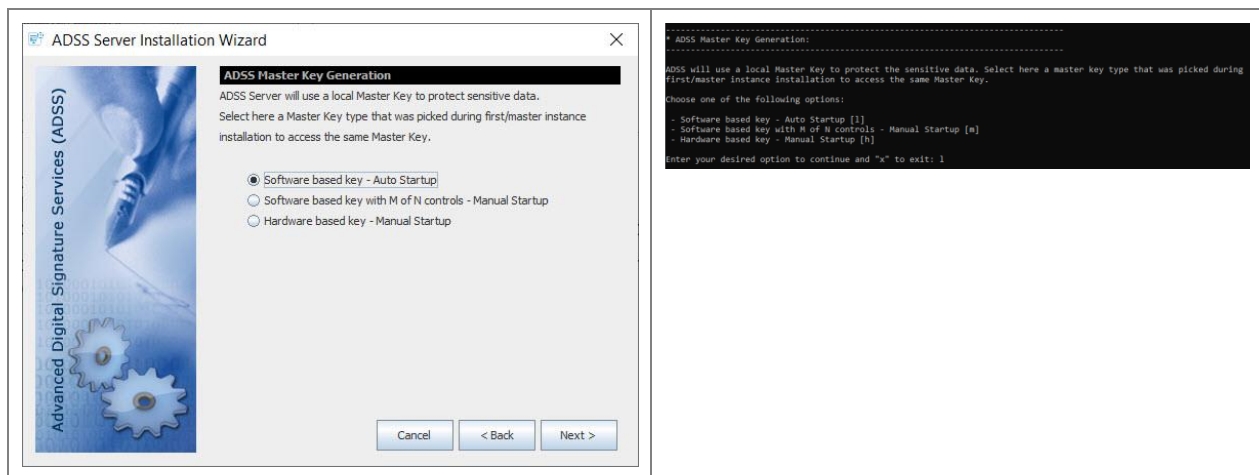 ADSS Server Installation Wizard
Advanced Digital Signature Services (ADSS)
ADSS Master Key Generation
ADSS Server will use a local Master Key to protect sensitive data.
Select here a Master Key type that was picked during first/master instance
installation to access the same Master Key.
Software based key - Auto Startup
Software based key with M of N controls - Manual Startup
Hardware based key - Manual Startup
Cancel
< Back
Next >
--------------------------------------------------------------------------------
* ADSS Master Key Generation:
--------------------------------------------------------------------------------
ADSS will use a local Master Key to protect the sensitive data. Select here a master key type that was picked during
first/master instance installation to access the same Master Key.
Choose one of the following options:
- Software based key - Auto Startup [l]
- Software based key with M of N controls - Manual Startup [m]
- Hardware based key - Manual Startup [h]
Enter your desired option to continue and "x" to exit: l